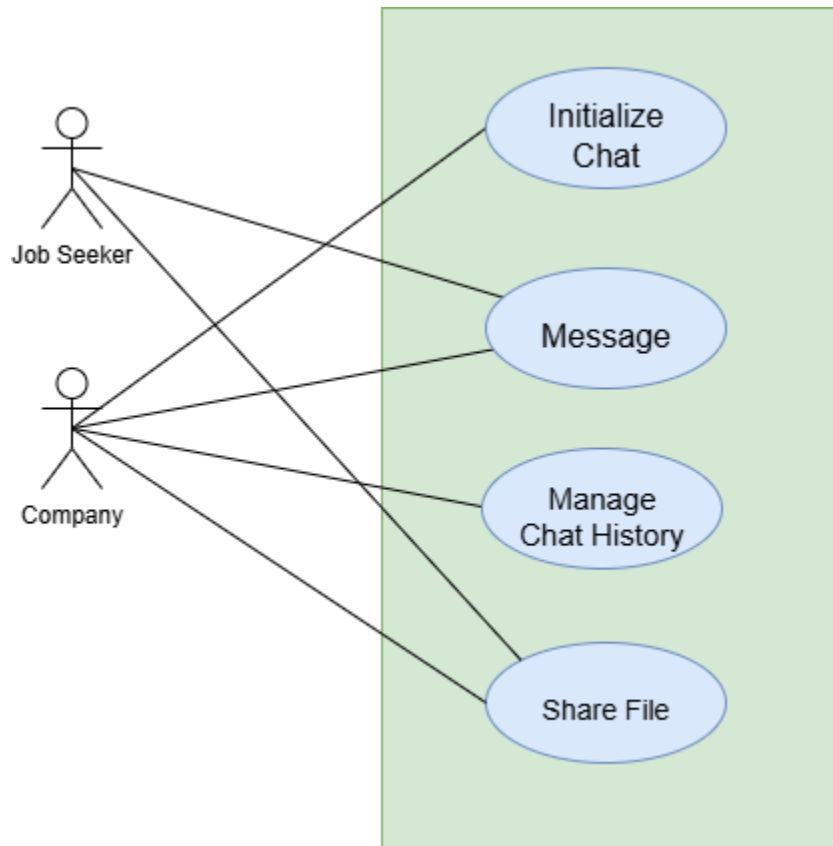 Initialize
Chat
Job Seeker
Message
Company
Manage
Chat History
Share File